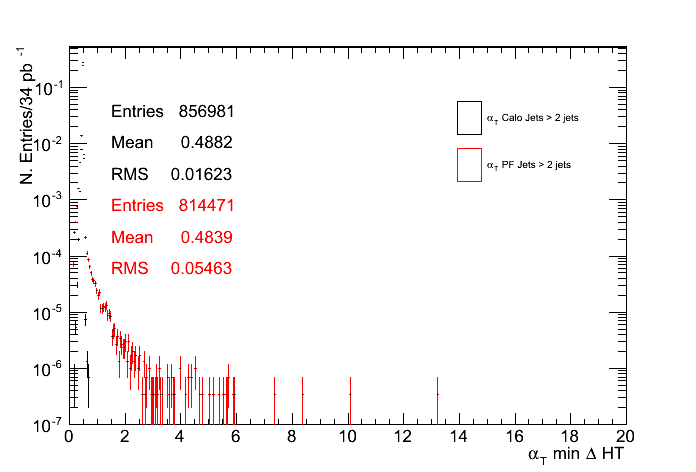 N. Entries/34 pb⁻¹
10⁻¹
10⁻²
10⁻³
10⁻⁴
10⁻⁵
10⁻⁶
10⁻⁷
Entries 856981
Mean 0.4882
RMS 0.01623
Entries 814471
Mean 0.4839
RMS 0.05463
α_T Calo Jets > 2 jets
α_T PF Jets > 2 jets
0 2 4 6 8 10 12 14 16 18 20
α_T min Δ HT